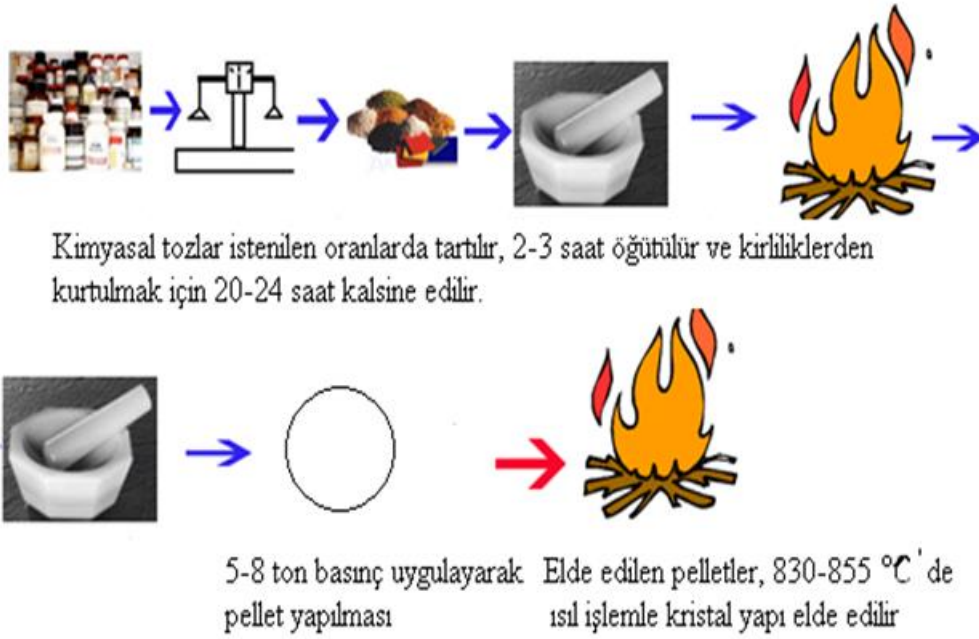 Kimyasal tozlar istenilen oranlarda tartılır, 2-3 saat öğütülür ve kirliliklerden
kurtulmak için 20-24 saat kalsine edilir.
5-8 ton basınç uygulayarak
pellet yapılması
Elde edilen pelletler, 830-855 °C ' de
ısıl işlemle kristal yapı elde edilir